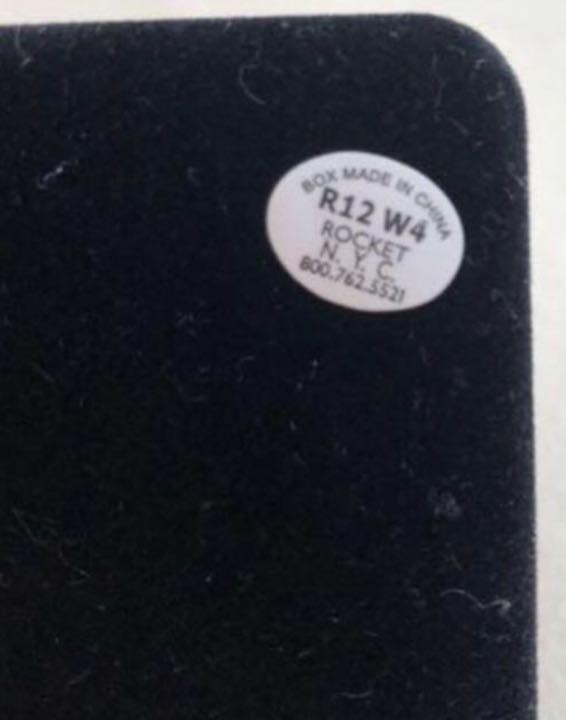 BOX MADE IN CHINA
R12 W4
ROCKET
N. Y. C.
800.762.5521